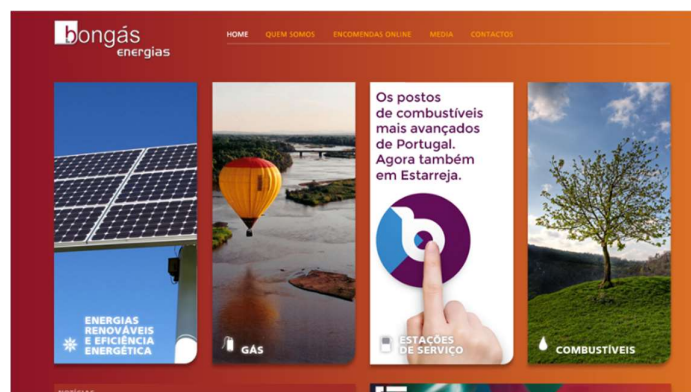 bongás
energias
HOME QUEM SOMOS ENCOMENDAS ONLINE MEDIA CONTACTOS
ENERGIAS
RENOVÁVEIS
E EFICIÊNCIA
ENERGÉTICA
GÁS
Os postos
de combustíveis
mais avançados
de Portugal.
Agora também
em Estarreja.
b
ESTAÇÕES
DE SERVIÇO
COMBUSTÍVEIS
NOTÍCIAS